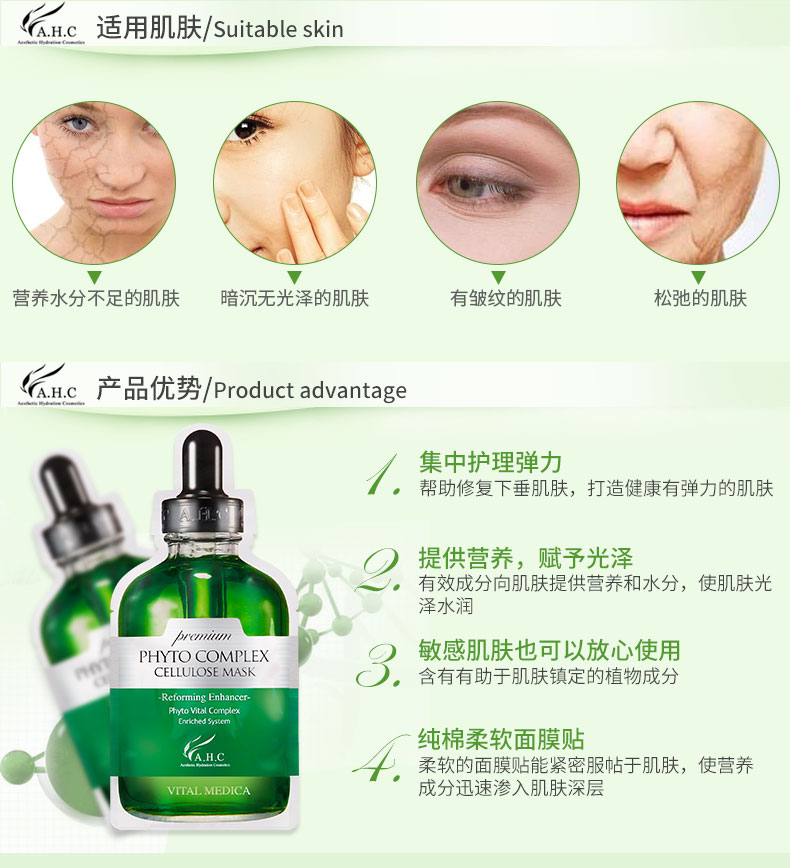 A.H.C
Aesthetic Hydration Cosmetics
适用肌肤/Suitable skin
营养水分不足的肌肤
暗沉无光泽的肌肤
有皱纹的肌肤
松弛的肌肤
A.H.C
Aesthetic Hydration Cosmetics
产品优势/Product advantage
1.
集中护理弹力
帮助修复下垂肌肤，打造健康有弹力的肌肤
2.
提供营养，赋予光泽
有效成分向肌肤提供营养和水分，使肌肤光
泽水润
3.
敏感肌肤也可以放心使用
含有有助于肌肤镇定的植物成分
4.
纯棉柔软面膜贴
柔软的面膜贴能紧密服帖于肌肤，使营养
成分迅速渗入肌肤深层
A.H.C
premium
PHYTO COMPLEX
CELLULOSE MASK
-Reforming Enhancer-
Phyto Vital Complex
Enriched System
A.H.C
Aesthetic Hydration Cosmetics
VITAL MEDICA